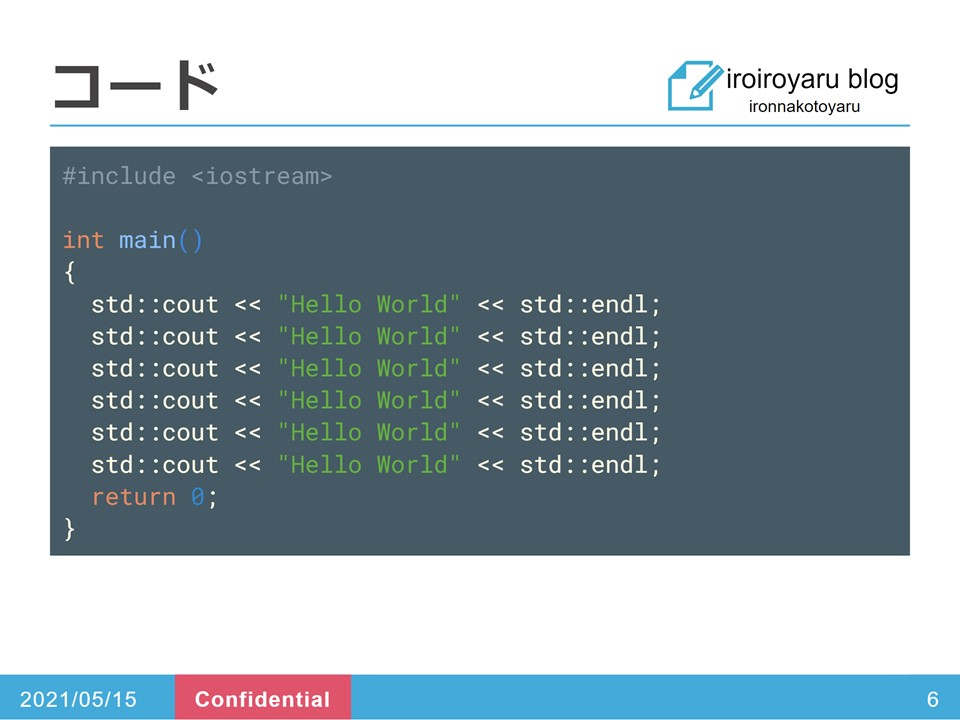 コード
iroiroyaru blog
ironnakotoyaru
#include <iostream>
int main()
{
  std::cout << "Hello World" << std::endl;
  std::cout << "Hello World" << std::endl;
  std::cout << "Hello World" << std::endl;
  std::cout << "Hello World" << std::endl;
  std::cout << "Hello World" << std::endl;
  std::cout << "Hello World" << std::endl;
  return 0;
}
2021/05/15 Confidential 6